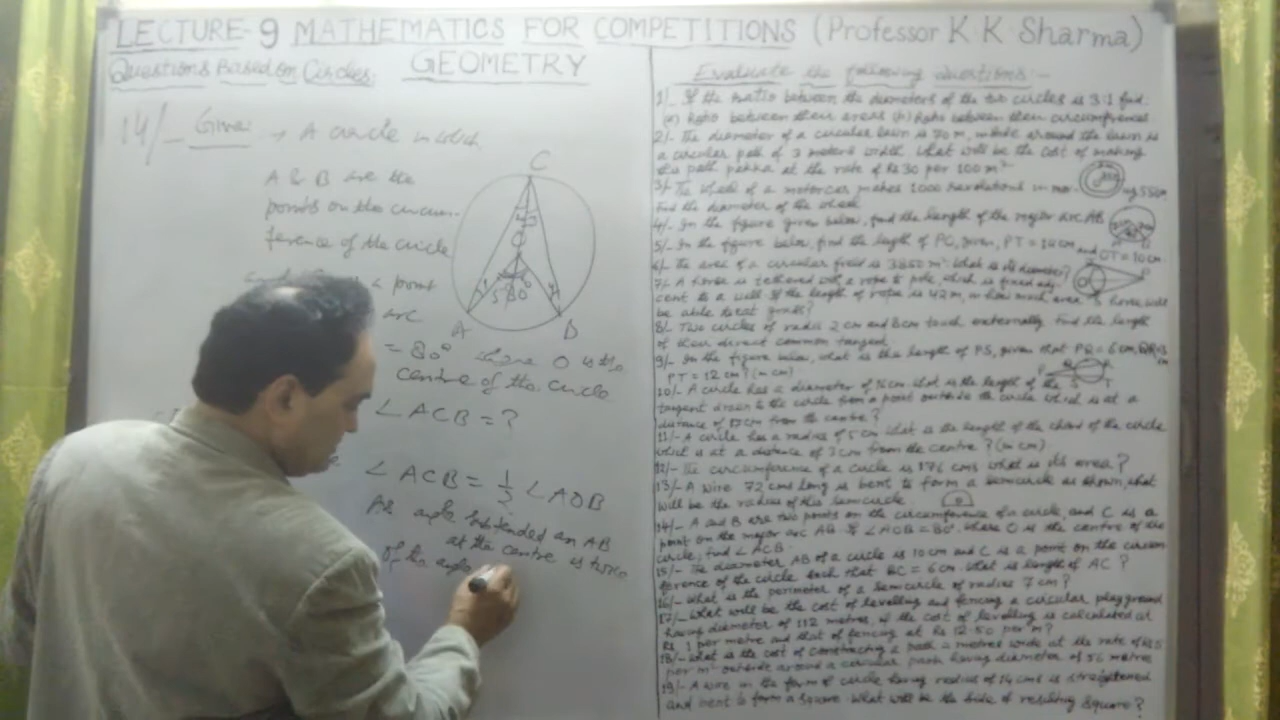 LECTURE-9 MATHEMATICS FOR COMPETITIONS (Professor K K Sharma)
Questions Based on Circles: GEOMETRY
14/- Given: → A circle in which
A & B are the
points on the circum-
ference of the circle
point
arc
= 80° where O is the
centre of the circle
∠ACB = ?
∠ACB = 1/2 ∠AOB
As angle subtended an AB
at the centre is twice
of the angle
C
O
80°
A
B
Evaluate the following questions:-
1/- If the ratio between the diameters of the two circles is 3:1 find
(a) Ratio between their areas (b) Ratio between their circumferences
2/- The diameter of a circular lawn is 70 m, outside around the lawn is
a circular path of 3 meters width what will be the cost of making
this path pakka at the rate of Rs 30 per 100 m²
3/- The wheel of a motorcar makes 1000 revolutions in
Find the diameter of the wheel
4/- In the figure given below, find the length of the major arc AB
5/- In the figure below, find the length of PO, given, PT = 12 cm and OT = 10 cm
6/- The area of a circular field is 3850 m². What is its diameter?
7/- A horse is tethered with a rope to pole, which is fixed adj
cent to a well. If the length of rope is 42 m, in how much area horse will
be able to eat grass?
8/- Two circles of radii 2 cm and 8 cm touch externally. Find the length
of their direct common tangent
9/- In the figure below, what is the length of PS, given that PQ = 6 cm,
PT = 12 cm? (in cm)
10/- A circle has a diameter of 16 cm. What is the length of the
tangent drawn to the circle from a point outside the circle which is at a
distance of 17 cm from the centre?
11/- A circle has a radius of 5 cm what is the length of the chord of the circle
what is at a distance of 3 cm from the centre? (in cm)
12/- The circumference of a circle is 176 cms what is its area?
13/- A wire 72 cms long is bent to form a semicircle as shown, what
will be the radius of this semicircle.
14/- A and B are two points on the circumference of a circle and C is a
point on the major arc AB if ∠AOB = 80°. Where O is the centre of the
circle, find ∠ACB.
15/- The diameter AB of a circle is 10 cm and C is a point on the circum
ference of the circle such that BC = 6 cm. What is length of AC?
16/- What is the perimeter of a semicircle of radius 7 cm?
17/- What will be the cost of levelling and fencing a circular playground
having diameter of 112 metres, if the cost of levelling is calculated at
Rs 1 per metre and that of fencing at Rs 12.50 per m?
18/- What is the cost of constructing a path metres wide at the rate of Rs 5
per m² outside around a circular park having diameter of 56 metres
19/- A wire in the form of circle having radius of 14 cms is straightened
and bent to form a square. What will be the side of resulting square?